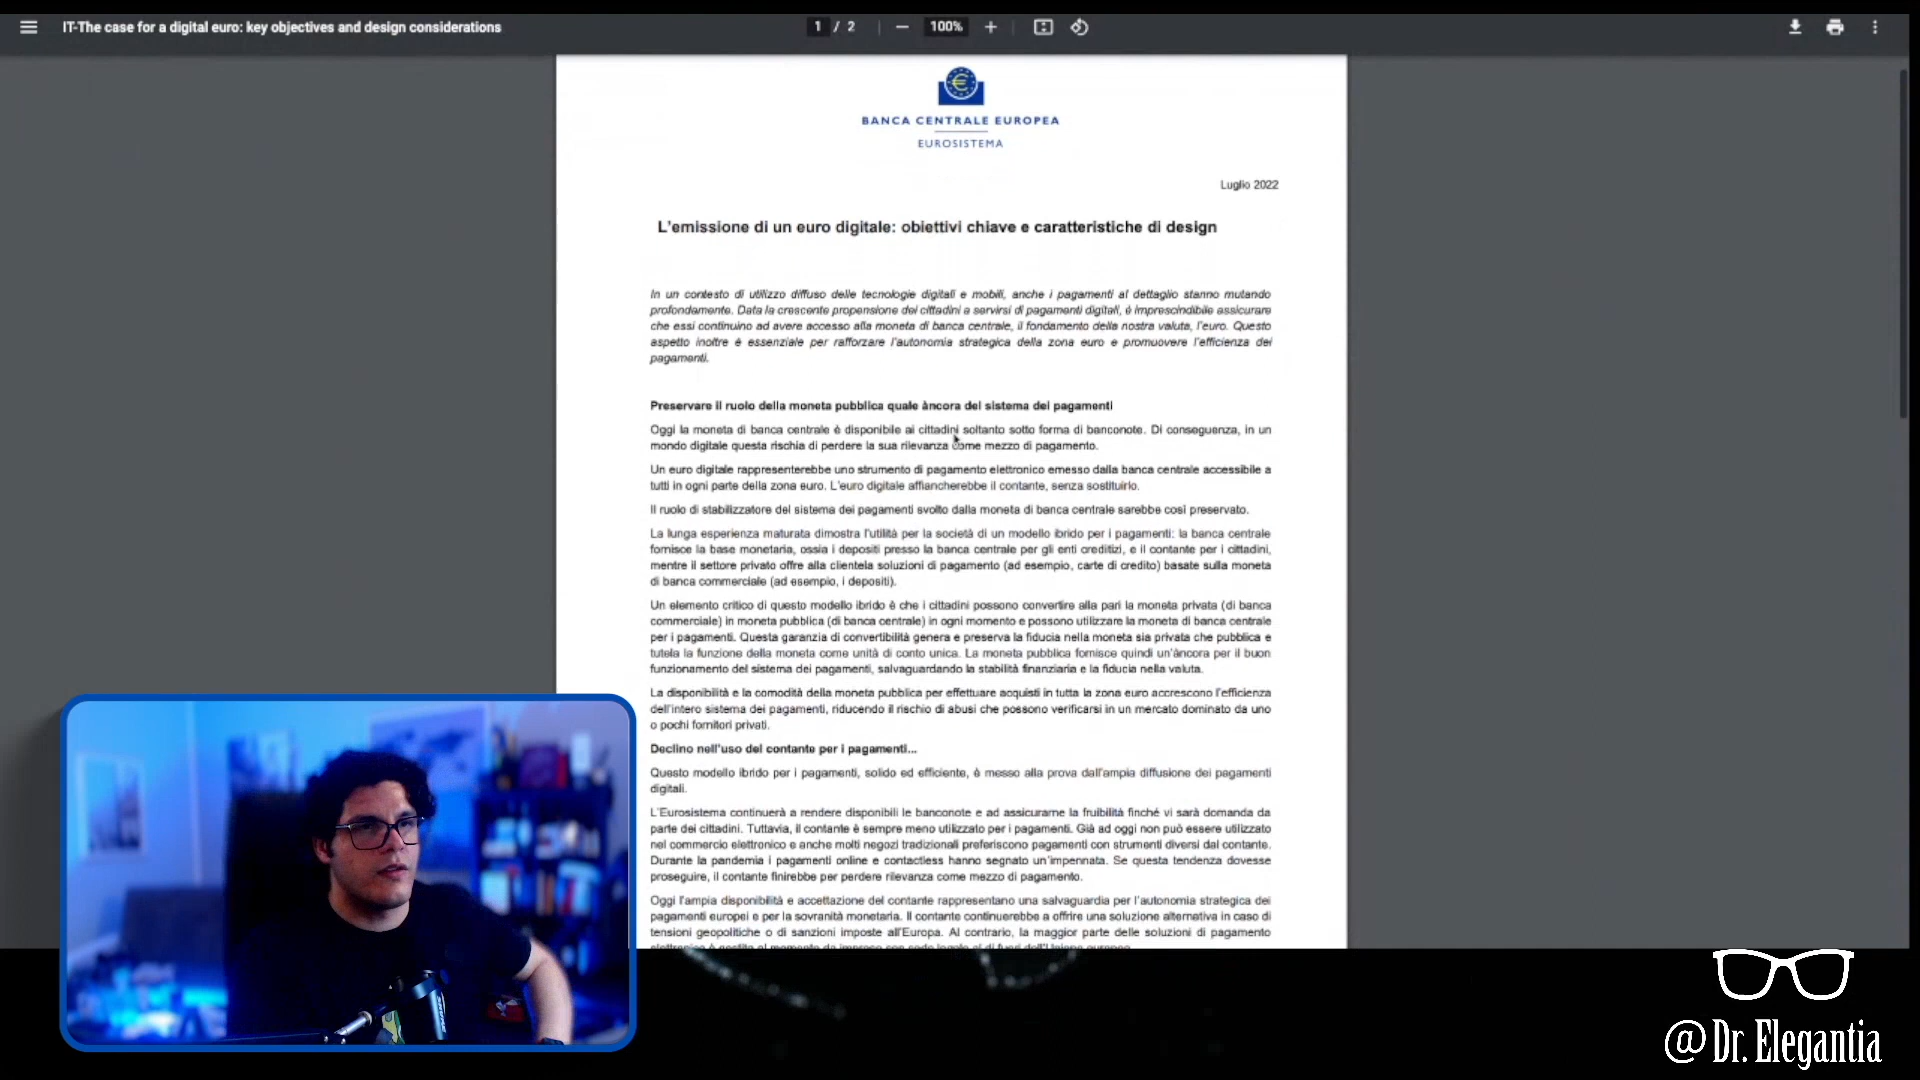 IT-The case for a digital euro: key objectives and design considerations
1 / 2
100%
BANCA CENTRALE EUROPEA
EUROSISTEMA
Luglio 2022
L'emissione di un euro digitale: obiettivi chiave e caratteristiche di design
In un contesto di utilizzo diffuso delle tecnologie digitali e mobili, anche i pagamenti al dettaglio stanno mutando
profondamente. Data la crescente propensione dei cittadini a servirsi di pagamenti digitali, è imprescindibile assicurare
che essi continuino ad avere accesso alla moneta di banca centrale, il fondamento della nostra valuta, l'euro. Questo
aspetto inoltre è essenziale per rafforzare l'autonomia strategica della zona euro e promuovere l'efficienza dei
pagamenti.
Preservare il ruolo della moneta pubblica quale àncora del sistema dei pagamenti
Oggi la moneta di banca centrale è disponibile ai cittadini soltanto sotto forma di banconote. Di conseguenza, in un
mondo digitale questa rischia di perdere la sua rilevanza come mezzo di pagamento.
Un euro digitale rappresenterebbe uno strumento di pagamento elettronico emesso dalla banca centrale accessibile a
tutti in ogni parte della zona euro. L'euro digitale affiancherebbe il contante, senza sostituirlo.
Il ruolo di stabilizzatore del sistema dei pagamenti svolto dalla moneta di banca centrale sarebbe così preservato.
La lunga esperienza maturata dimostra l'utilità per la società di un modello ibrido per i pagamenti: la banca centrale
fornisce la base monetaria, ossia i depositi presso la banca centrale per gli enti creditizi, e il contante per i cittadini,
mentre il settore privato offre alla clientela soluzioni di pagamento (ad esempio, carte di credito) basate sulla moneta
di banca commerciale (ad esempio, i depositi).
Un elemento critico di questo modello ibrido è che i cittadini possono convertire alla pari la moneta privata (di banca
commerciale) in moneta pubblica (di banca centrale) in ogni momento e possono utilizzare la moneta di banca centrale
per i pagamenti. Questa garanzia di convertibilità genera e preserva la fiducia nella moneta sia privata che pubblica e
tutela la funzione della moneta come unità di conto unica. La moneta pubblica fornisce quindi un'àncora per il buon
funzionamento del sistema dei pagamenti, salvaguardando la stabilità finanziaria e la fiducia nella valuta.
La disponibilità e la comodità della moneta pubblica per effettuare acquisti in tutta la zona euro accrescono l'efficienza
dell'intero sistema dei pagamenti, riducendo il rischio di abusi che possono verificarsi in un mercato dominato da uno
o pochi fornitori privati.
Declino nell'uso del contante per i pagamenti...
Questo modello ibrido per i pagamenti, solido ed efficiente, è messo alla prova dall'ampia diffusione dei pagamenti
digitali.
L'Eurosistema continuerà a rendere disponibili le banconote e ad assicurarne la fruibilità finché vi sarà domanda da
parte dei cittadini. Tuttavia, il contante è sempre meno utilizzato per i pagamenti. Già ad oggi non può essere utilizzato
nel commercio elettronico e anche molti negozi tradizionali preferiscono pagamenti con strumenti diversi dal contante.
Durante la pandemia i pagamenti online e contactless hanno segnato un'impennata. Se questa tendenza dovesse
proseguire, il contante finirebbe per perdere rilevanza come mezzo di pagamento.
Oggi l'ampia disponibilità e accettazione del contante rappresentano una salvaguardia per l'autonomia strategica dei
pagamenti europei e per la sovranità monetaria. Il contante continuerebbe a offrire una soluzione alternativa in caso di
tensioni geopolitiche o di sanzioni imposte all'Europa. Al contrario, la maggior parte delle soluzioni di pagamento
@ Dr. Elegantia